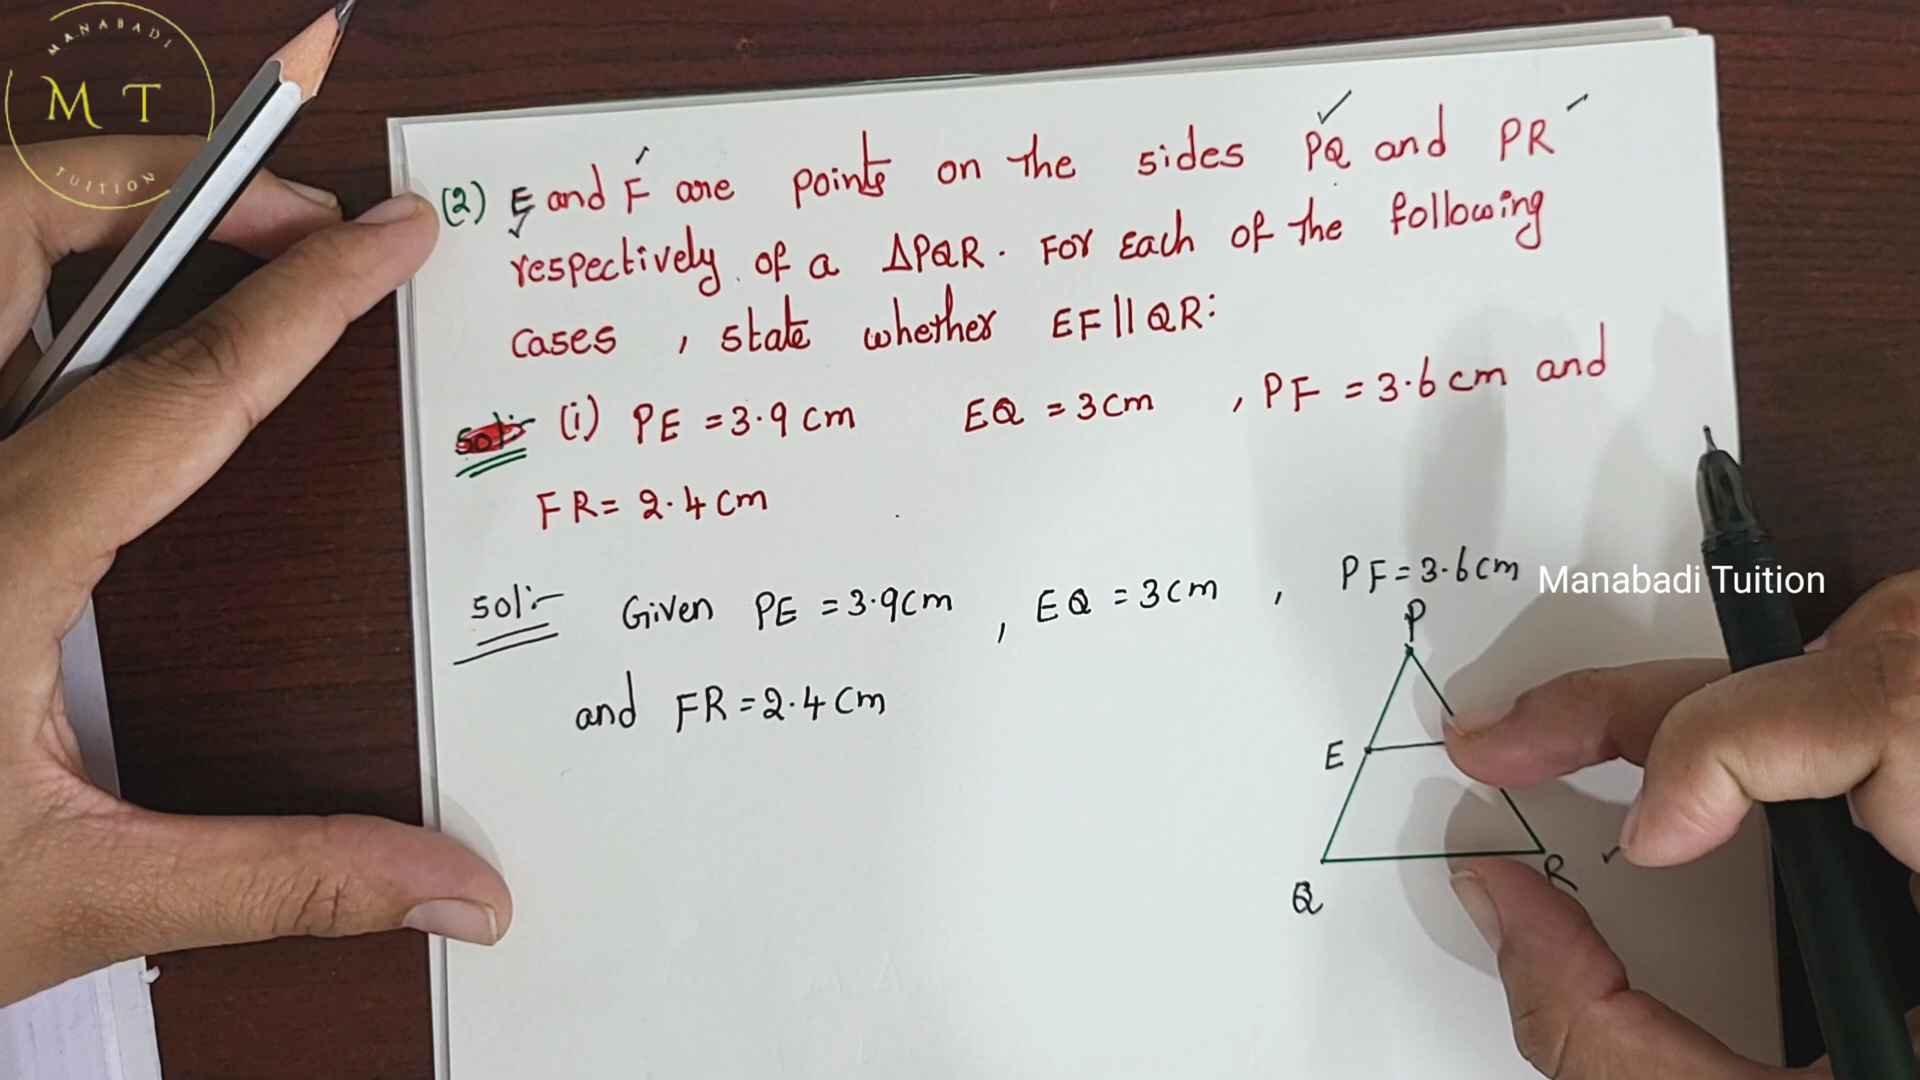 MANABADI
M T
TUITION
(2) E and F are points on the sides PQ and PR
respectively of a ΔPQR. For Each of the following
cases, state whether EF || QR:
sol:- (i) PE = 3.9 cm EQ = 3cm , PF = 3.6 cm and
FR = 2.4 cm
sol:- Given PE = 3.9cm , EQ = 3cm , PF = 3.6cm
Manabadi Tuition
and FR = 2.4 cm
P
E
Q
R